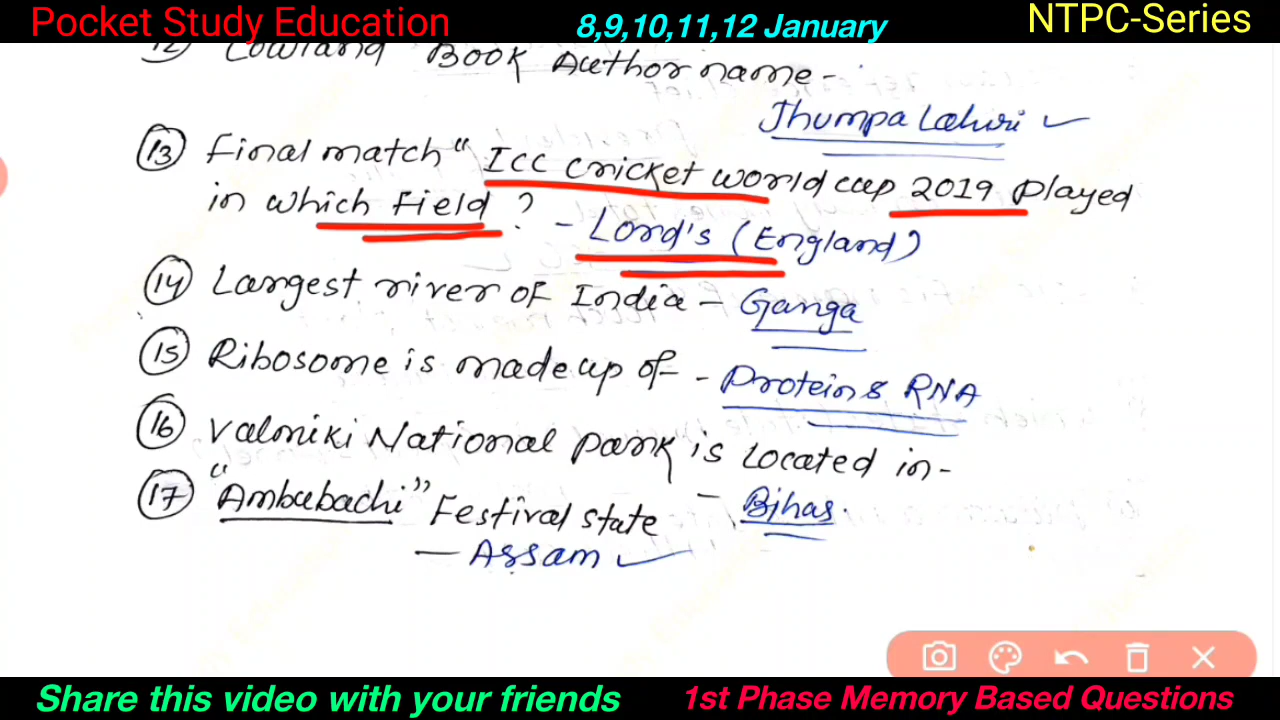 Pocket Study Education
8,9,10,11,12 January
NTPC-Series
12 Lowland Book Author name -
Jhumpa Lahiri
13 Final match " ICC cricket world cup 2019 played
in which Field ? - Lord's (England)
14 Largest river of India - Ganga
15 Ribosome is made up of - Protein & RNA
16 Valmiki National park is Located in -
- Bihar.
17 "Ambubachi" Festival state
- Assam
Share this video with your friends
1st Phase Memory Based Questions